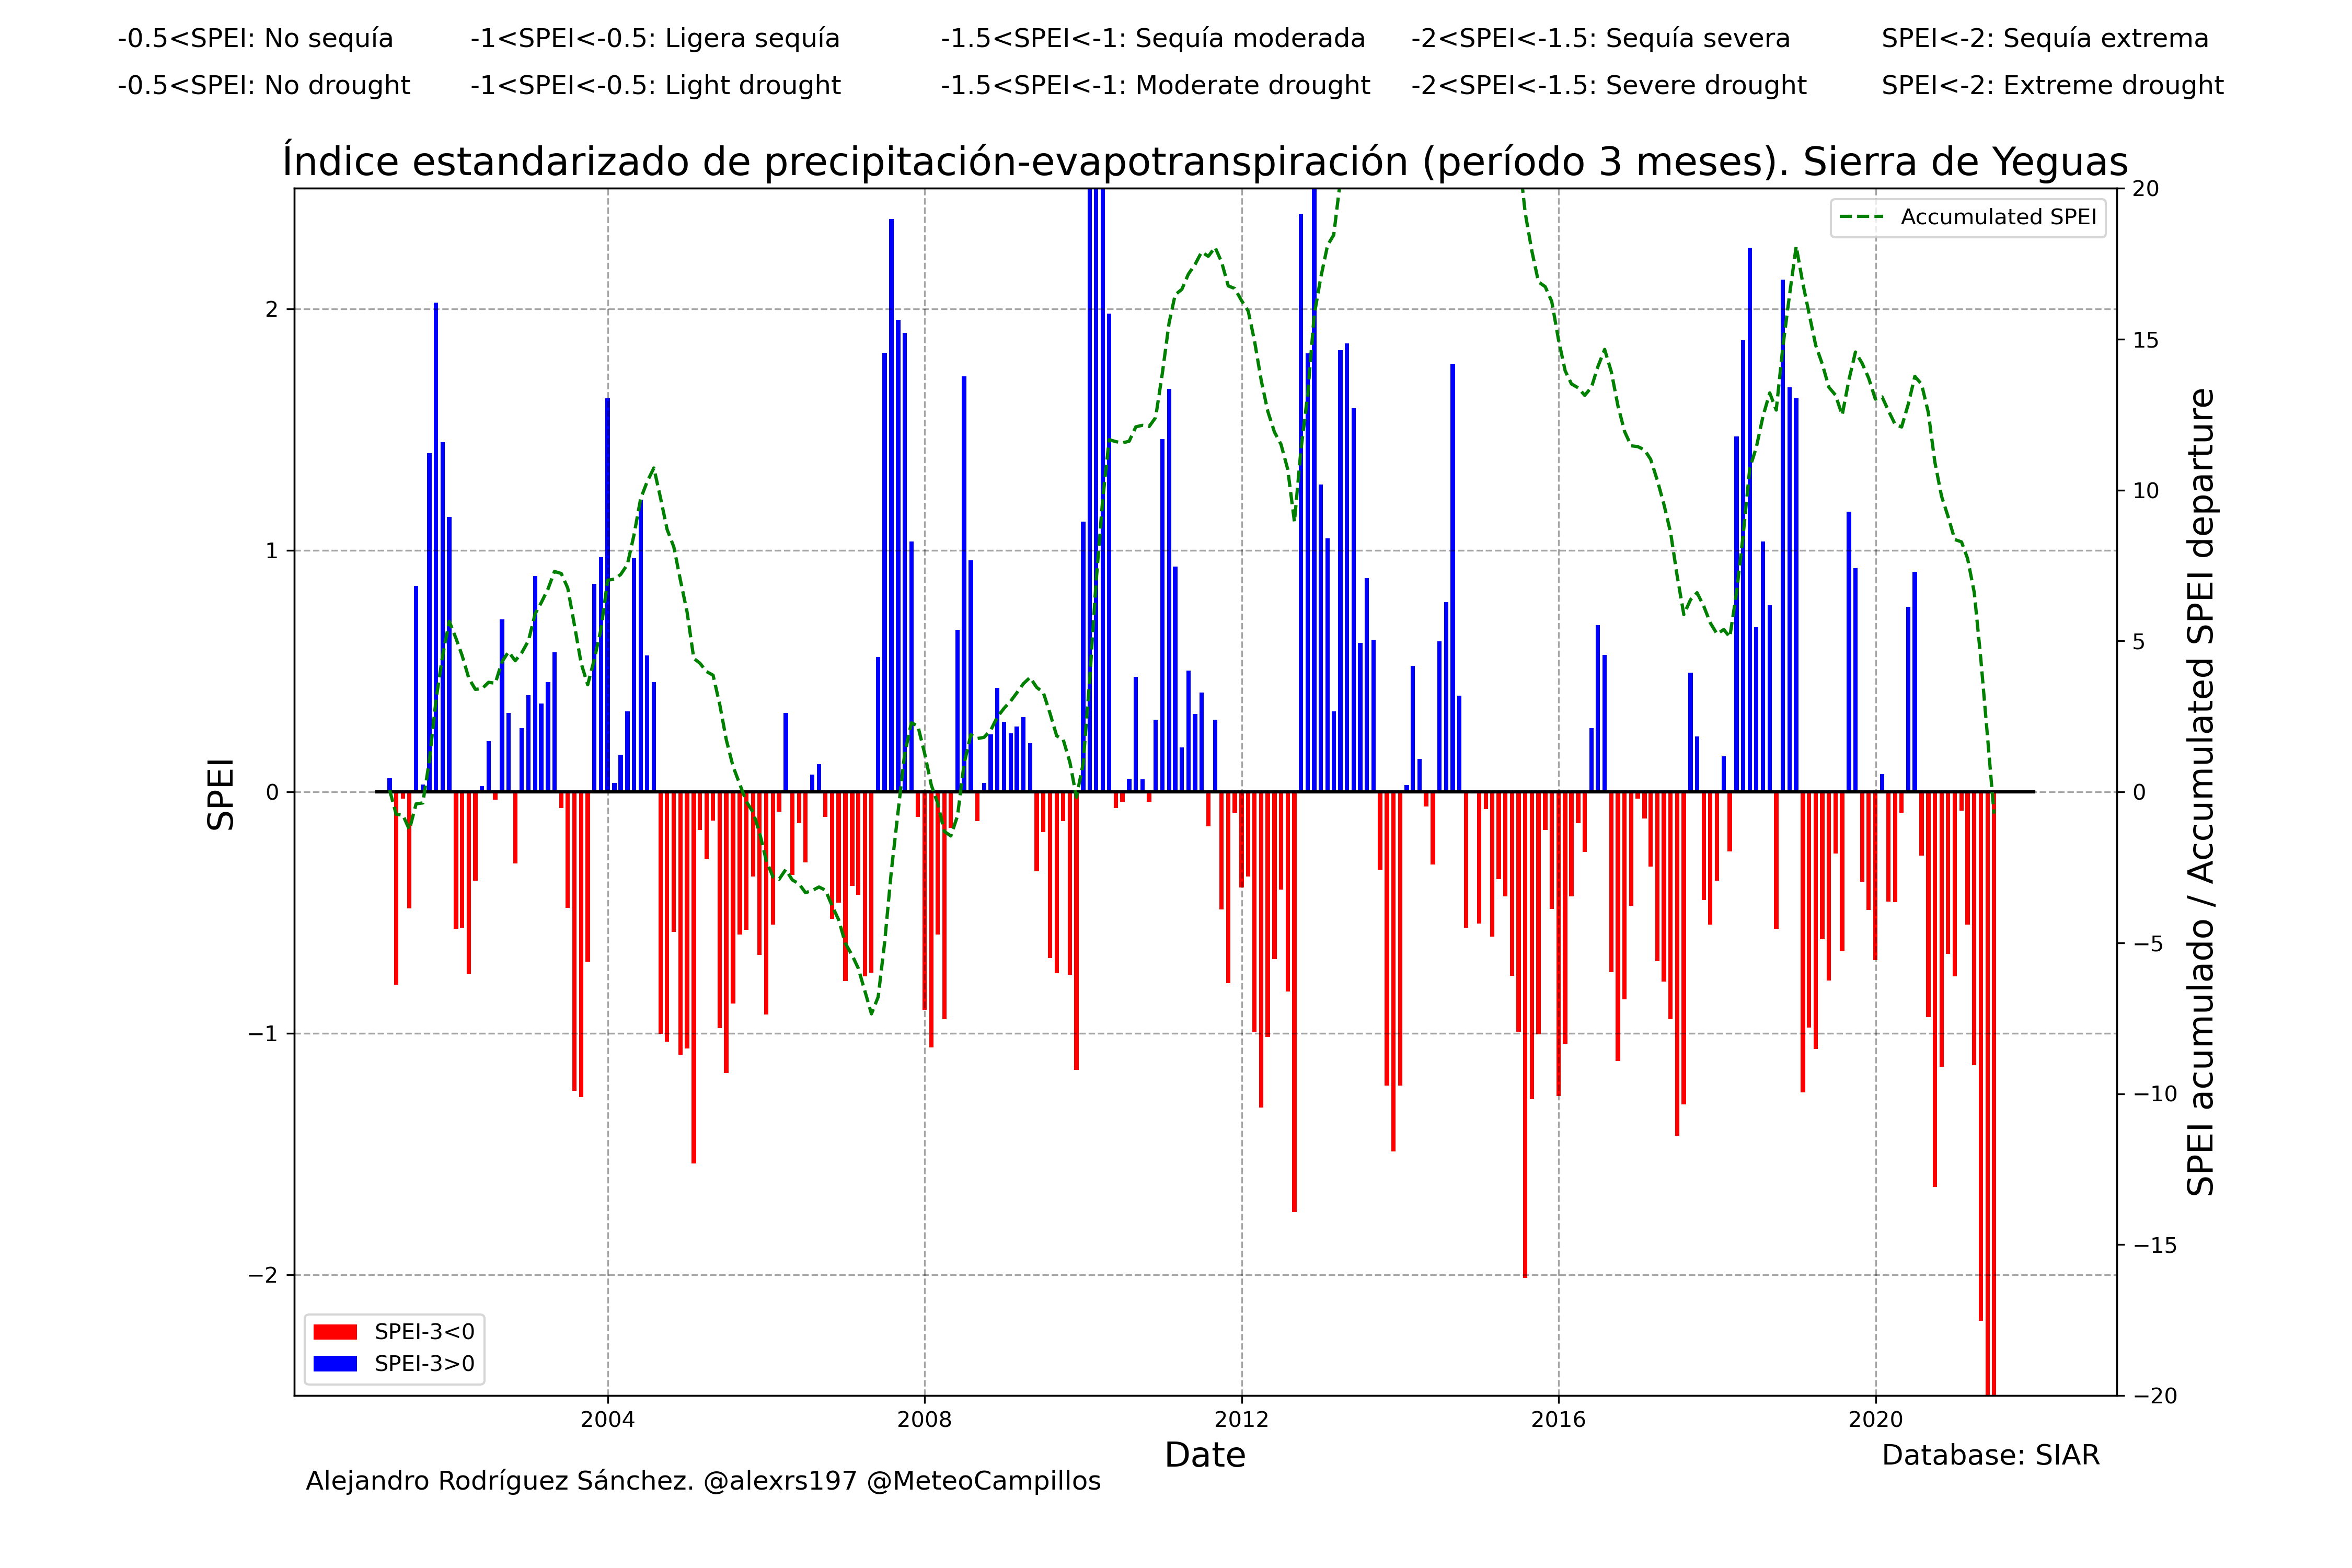 -0.5<SPEI: No sequía -1<SPEI<-0.5: Ligera sequía -1.5<SPEI<-1: Sequía moderada -2<SPEI<-1.5: Sequía severa SPEI<-2: Sequía extrema
-0.5<SPEI: No drought -1<SPEI<-0.5: Light drought -1.5<SPEI<-1: Moderate drought -2<SPEI<-1.5: Severe drought SPEI<-2: Extreme drought
Índice estandarizado de precipitación-evapotranspiración (período 3 meses). Sierra de Yeguas
Accumulated SPEI
SPEI
2
1
0
−1
−2
20
15
10
5
0
−5
−10
−15
−20
SPEI acumulado / Accumulated SPEI departure
SPEI-3<0
SPEI-3>0
2004 2008 2012 2016 2020
Date
Database: SIAR
Alejandro Rodríguez Sánchez. @alexrs197 @MeteoCampillos